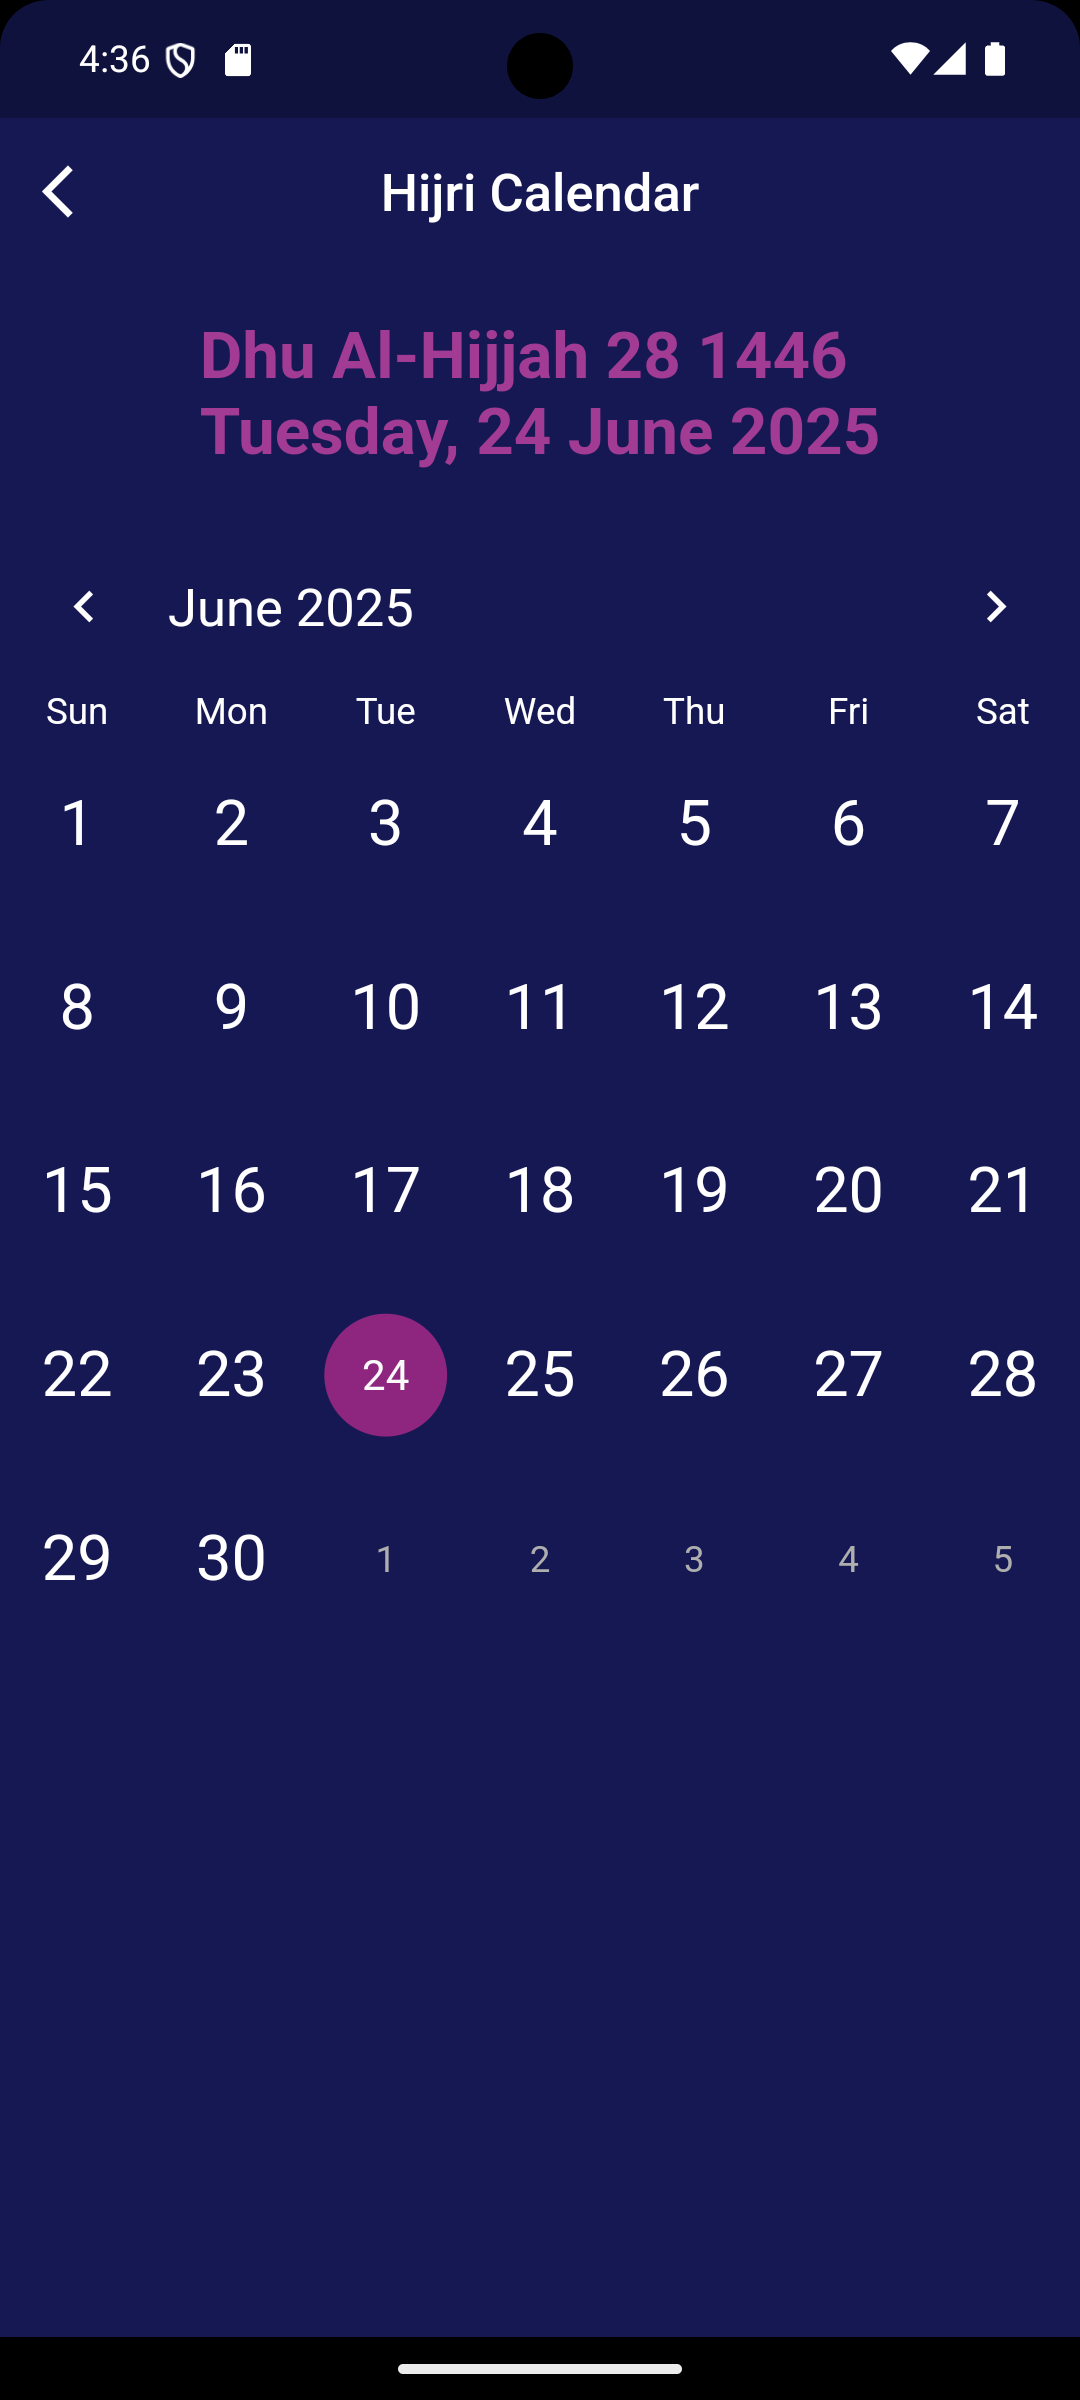 4:36
Hijri Calendar
Dhu Al-Hijjah 28 1446
Tuesday, 24 June 2025
June 2025
Sun Mon Tue Wed Thu Fri Sat
1 2 3 4 5 6 7
8 9 10 11 12 13 14
15 16 17 18 19 20 21
22 23 24 25 26 27 28
29 30 1 2 3 4 5